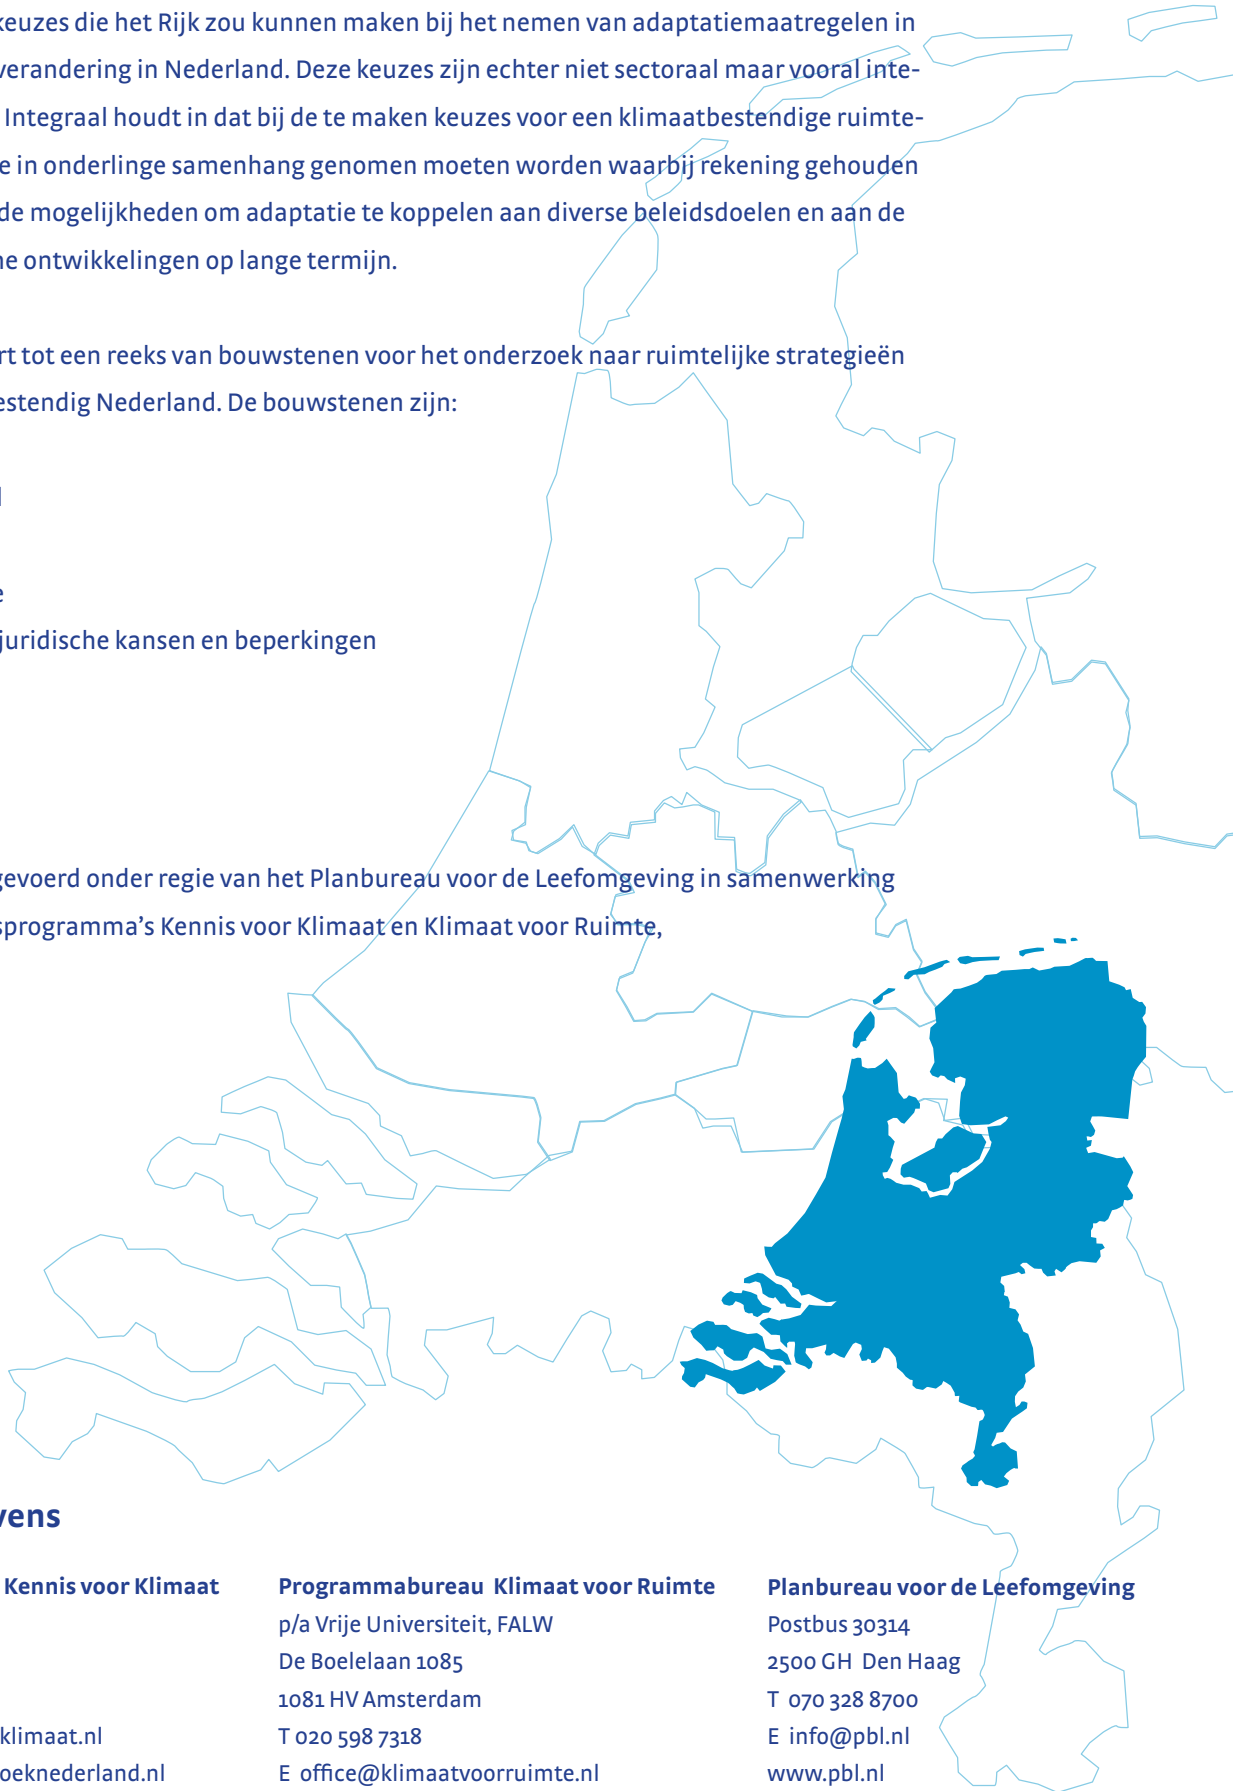 keuzes die het Rijk zou kunnen maken bij het nemen van adaptatiemaatregelen in
verandering in Nederland. Deze keuzes zijn echter niet sectoraal maar vooral inte-
Integraal houdt in dat bij de te maken keuzes voor een klimaatbestendige ruimte-
e in onderlinge samenhang genomen moeten worden waarbij rekening gehouden
de mogelijkheden om adaptatie te koppelen aan diverse beleidsdoelen en aan de
ne ontwikkelingen op lange termijn.
rt tot een reeks van bouwstenen voor het onderzoek naar ruimtelijke strategieën
estendig Nederland. De bouwstenen zijn:
e
juridische kansen en beperkingen
gevoerd onder regie van het Planbureau voor de Leefomgeving in samenwerking
sprogramma's Kennis voor Klimaat en Klimaat voor Ruimte,
vens
Kennis voor Klimaat
klimaat.nl
oeknederland.nl
Programmabureau Klimaat voor Ruimte
p/a Vrije Universiteit, FALW
De Boelelaan 1085
1081 HV Amsterdam
T 020 598 7318
E office@klimaatvoorruimte.nl
Planbureau voor de Leefomgeving
Postbus 30314
2500 GH Den Haag
T 070 328 8700
E info@pbl.nl
www.pbl.nl